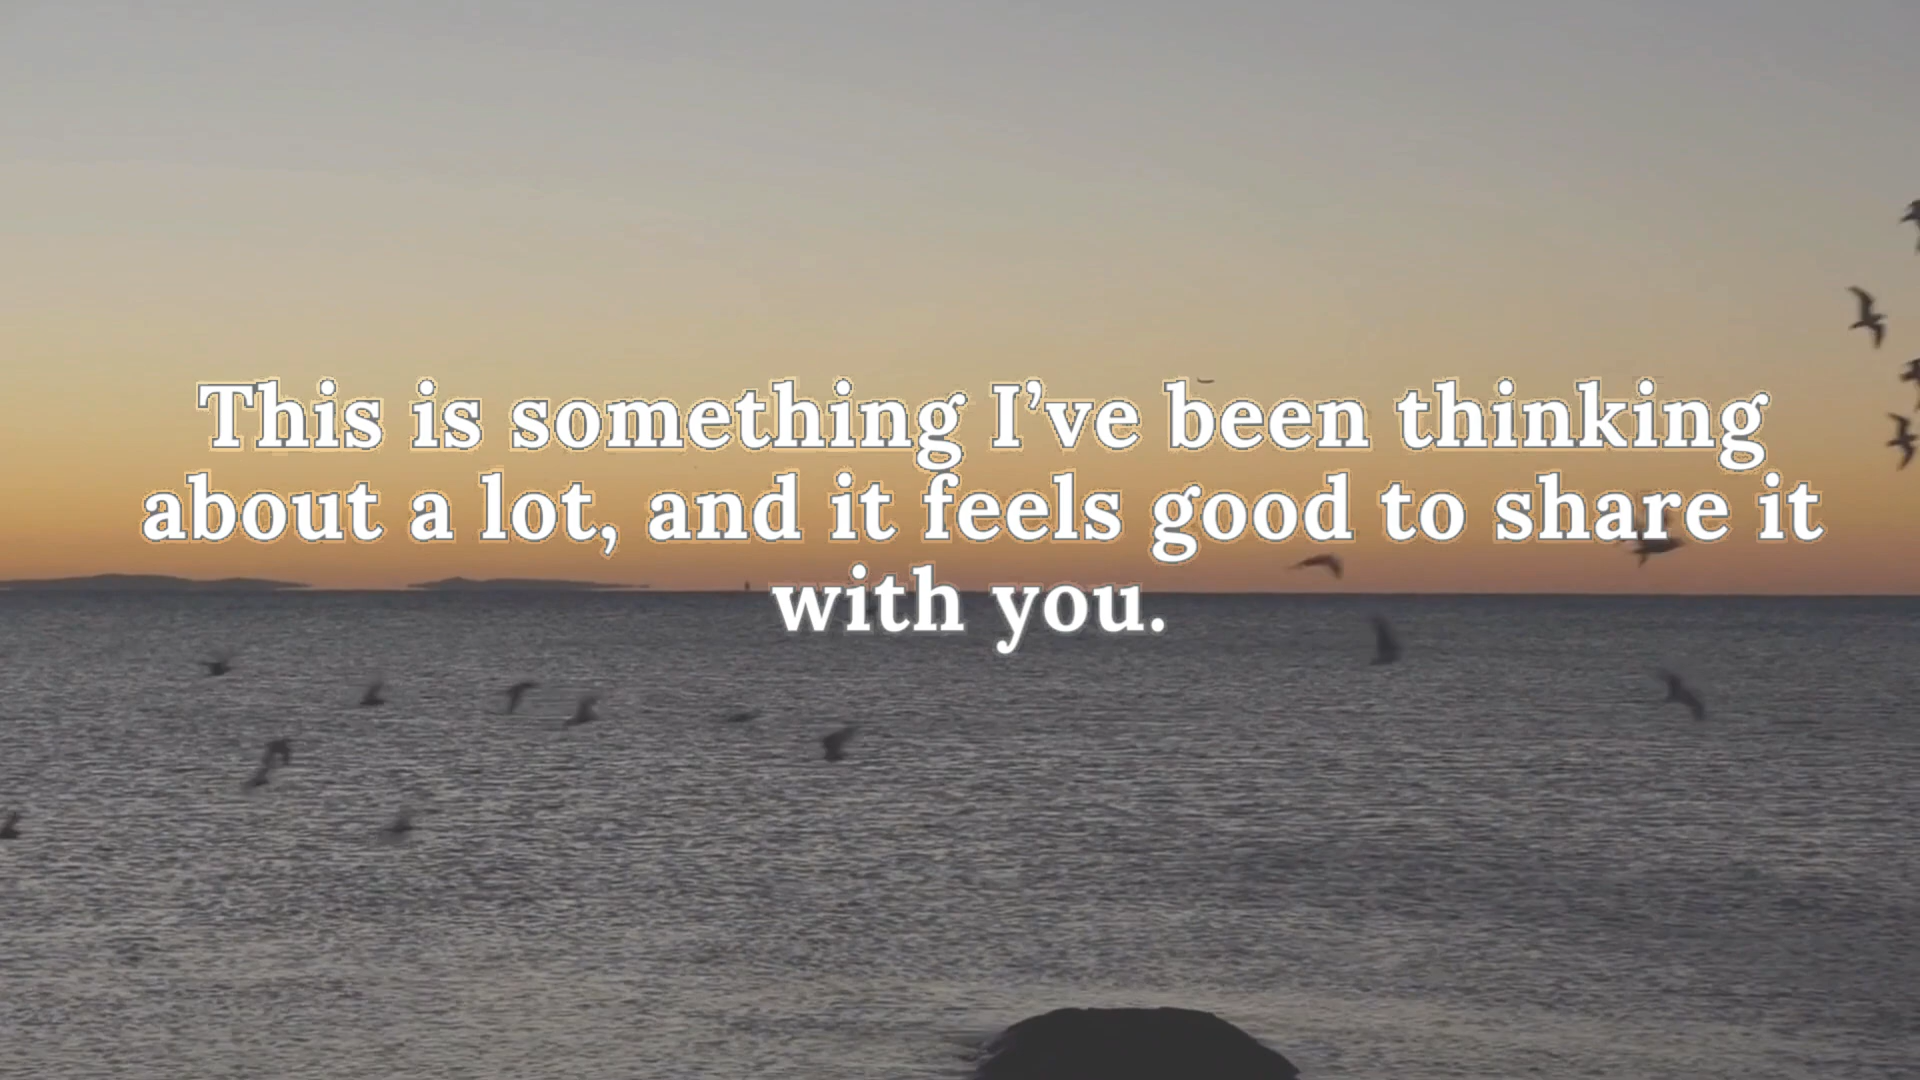 This is something I’ve been thinking
about a lot, and it feels good to share it
with you.